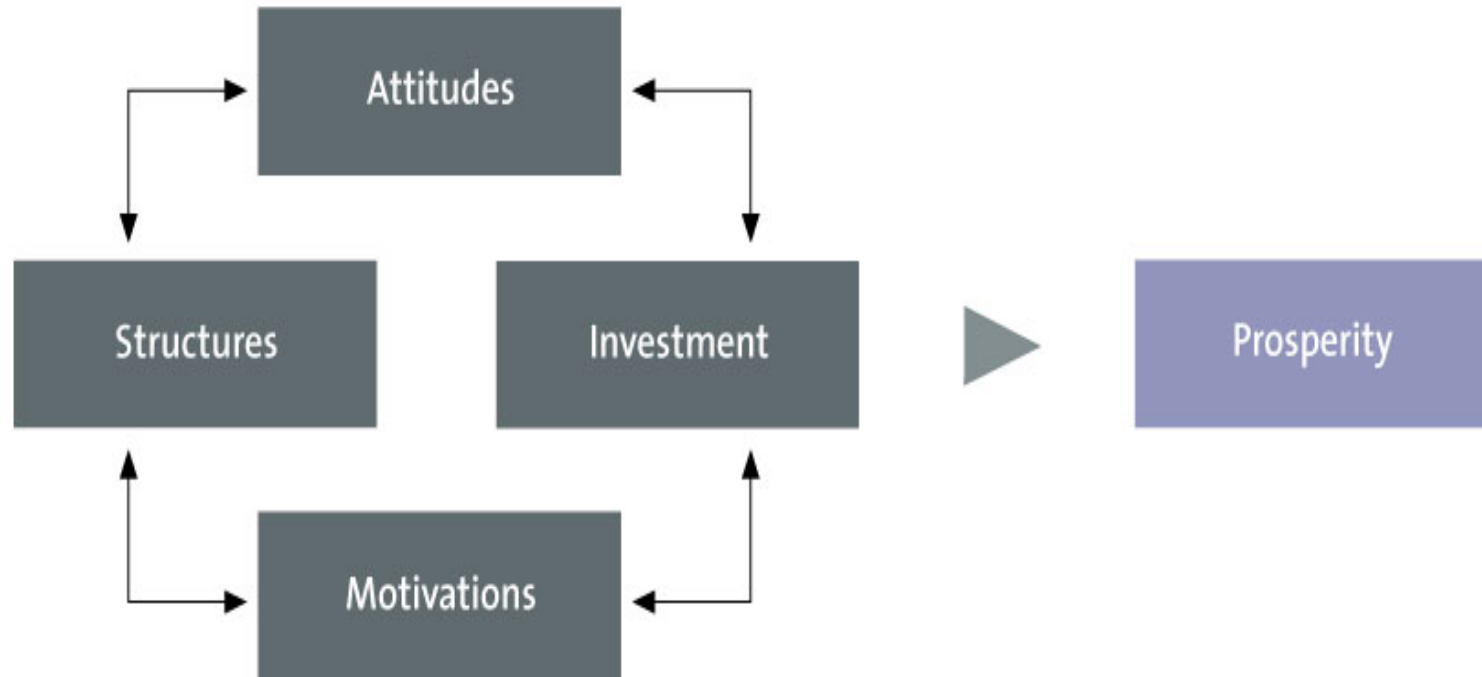 Attitudes
Structures
Investment
Prosperity
Motivations